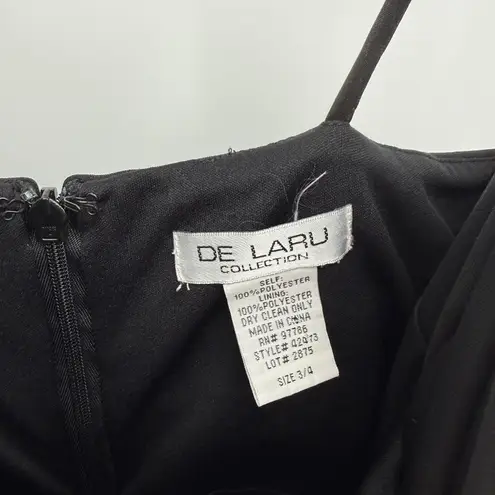 DE LARU
COLLECTION
SELF:
100%POLYESTER
LINING:
100%POLYESTER
DRY CLEAN ONLY
MADE IN CHINA
RN# 97786
STYLE# 42473
LOT# 2875
SIZE 3/4